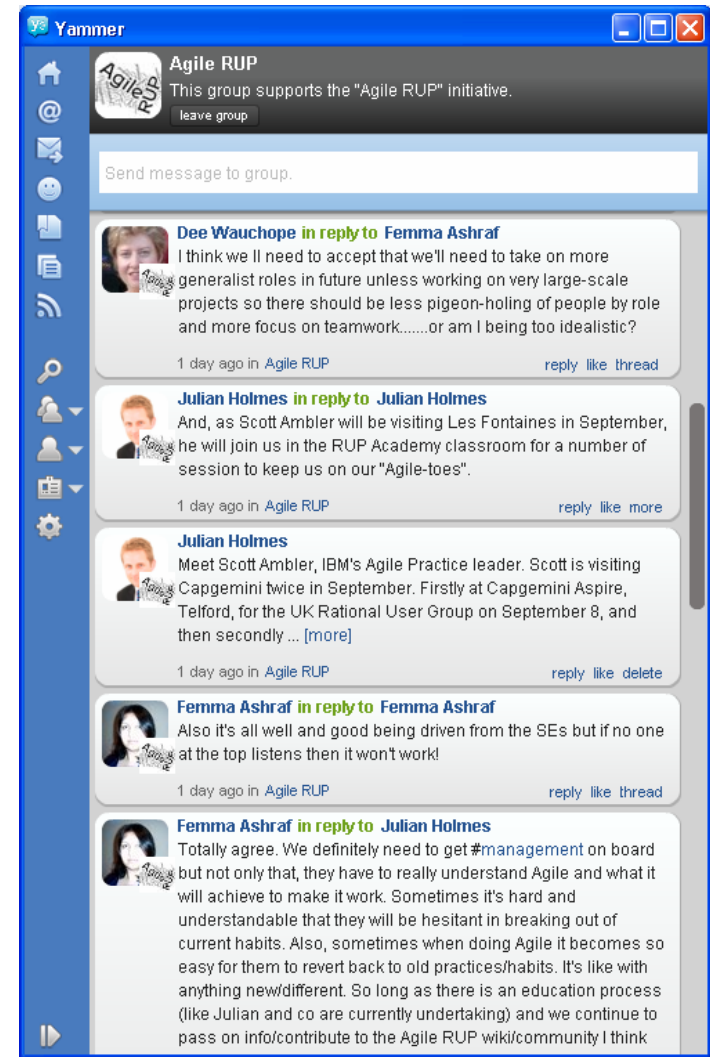 Yammer
Agile RUP
Agile RUP
This group supports the "Agile RUP" initiative.
leave group
Send message to group.
Dee Wauchope in reply to Femma Ashraf
I think we ll need to accept that we'll need to take on more
generalist roles in future unless working on very large-scale
projects so there should be less pigeon-holing of people by role
and more focus on teamwork.......or am I being too idealistic?
1 day ago in Agile RUP
reply like thread
Julian Holmes in reply to Julian Holmes
And, as Scott Ambler will be visiting Les Fontaines in September,
he will join us in the RUP Academy classroom for a number of
session to keep us on our "Agile-toes".
1 day ago in Agile RUP
reply like more
Julian Holmes
Meet Scott Ambler, IBM's Agile Practice leader. Scott is visiting
Capgemini twice in September. Firstly at Capgemini Aspire,
Telford, for the UK Rational User Group on September 8, and
then secondly ... [more]
1 day ago in Agile RUP
reply like delete
Femma Ashraf in reply to Femma Ashraf
Also it's all well and good being driven from the SEs but if no one
at the top listens then it won't work!
1 day ago in Agile RUP
reply like thread
Femma Ashraf in reply to Julian Holmes
Totally agree. We definitely need to get #management on board
but not only that, they have to really understand Agile and what it
will achieve to make it work. Sometimes it's hard and
understandable that they will be hesitant in breaking out of
current habits. Also, sometimes when doing Agile it becomes so
easy for them to revert back to old practices/habits. It's like with
anything new/different. So long as there is an education process
(like Julian and co are currently undertaking) and we continue to
pass on info/contribute to the Agile RUP wiki/community I think